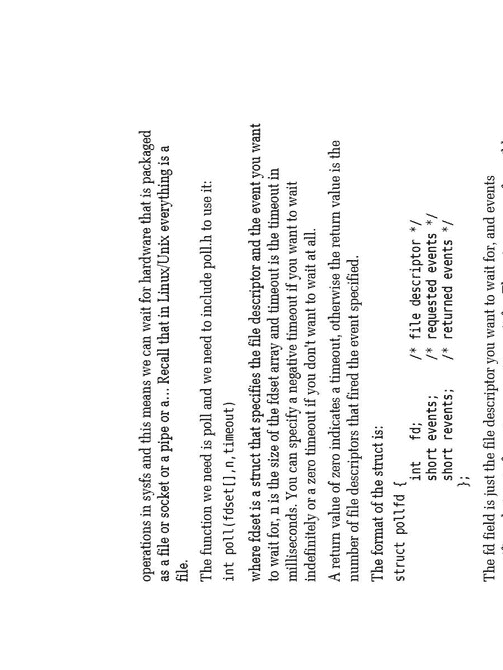 operations in sysfs and this means we can wait for hardware that is packaged
as a file or socket or a pipe or a... Recall that in Linux/Unix everything is a
file.
The function we need is poll and we need to include poll.h to use it:
int poll(fdset[],n,timeout)
where fdset is a struct that specifies the file descriptor and the event you want
to wait for, n is the size of the fdset array and timeout is the timeout in
milliseconds. You can specify a negative timeout if you want to wait
indefinitely or a zero timeout if you don't want to wait at all.
A return value of zero indicates a timeout, otherwise the return value is the
number of file descriptors that fired the event specified.
The format of the struct is:
struct pollfd {
int   fd;         /* file descriptor */
short events;     /* requested events */
short revents;    /* returned events */
};
The fd field is just the file descriptor you want to wait for, and events